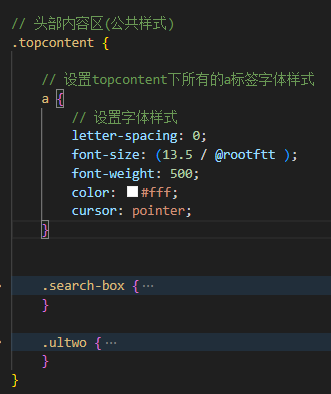 // 头部内容区(公共样式)
.topcontent {
// 设置topcontent下所有的a标签字体样式
a {
// 设置字体样式
letter-spacing: 0;
font-size: (13.5 / @rootftt );
font-weight: 500;
color: #fff;
cursor: pointer;
}
.search-box {···
}
.ultwo {···
}
}